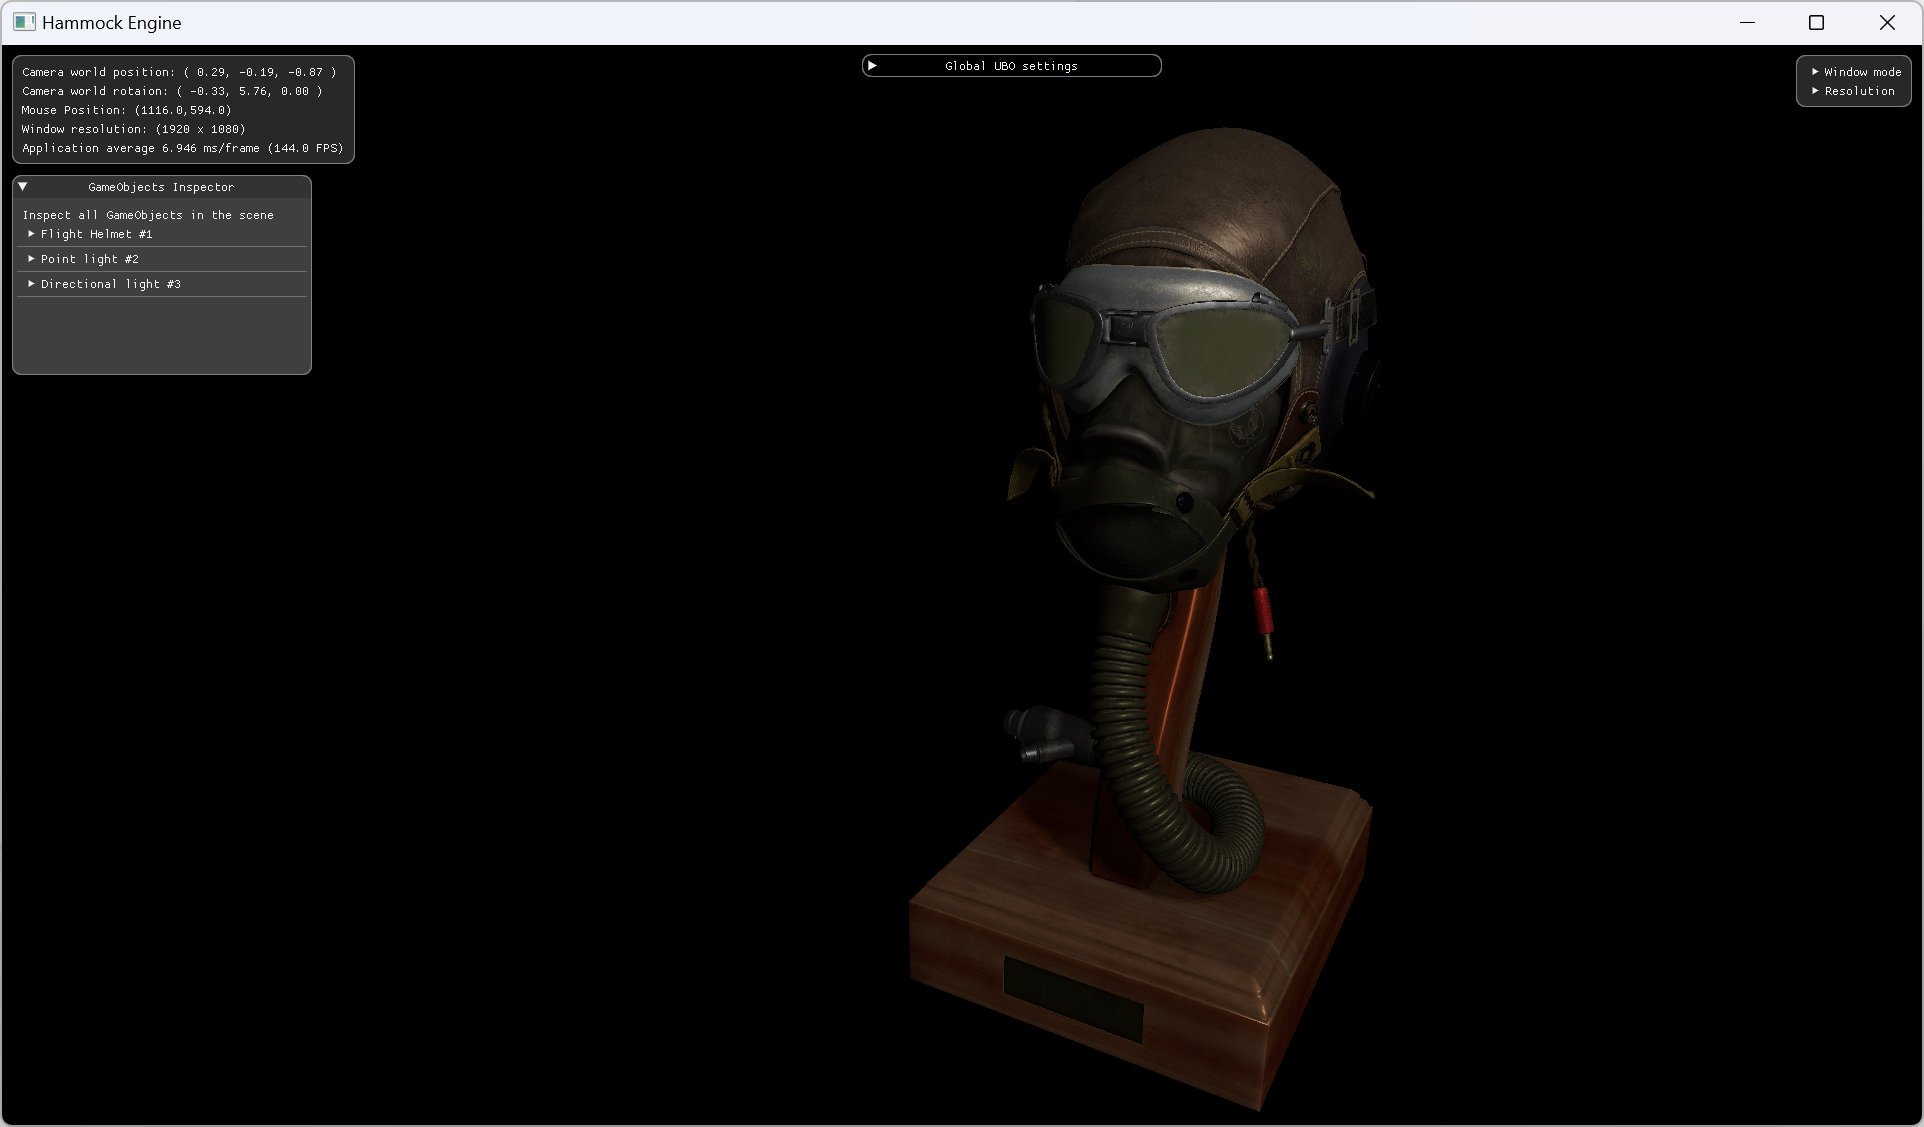 Hammock Engine
Camera world position: ( 0.29, -0.19, -0.87 )
Camera world rotaion: ( -0.33, 5.76, 0.00 )
Mouse Position: (1116.0,594.0)
Window resolution: (1920 x 1080)
Application average 6.946 ms/frame (144.0 FPS)
Global UBO settings
Window mode
Resolution
GameObjects Inspector
Inspect all GameObjects in the scene
Flight Helmet #1
Point light #2
Directional light #3